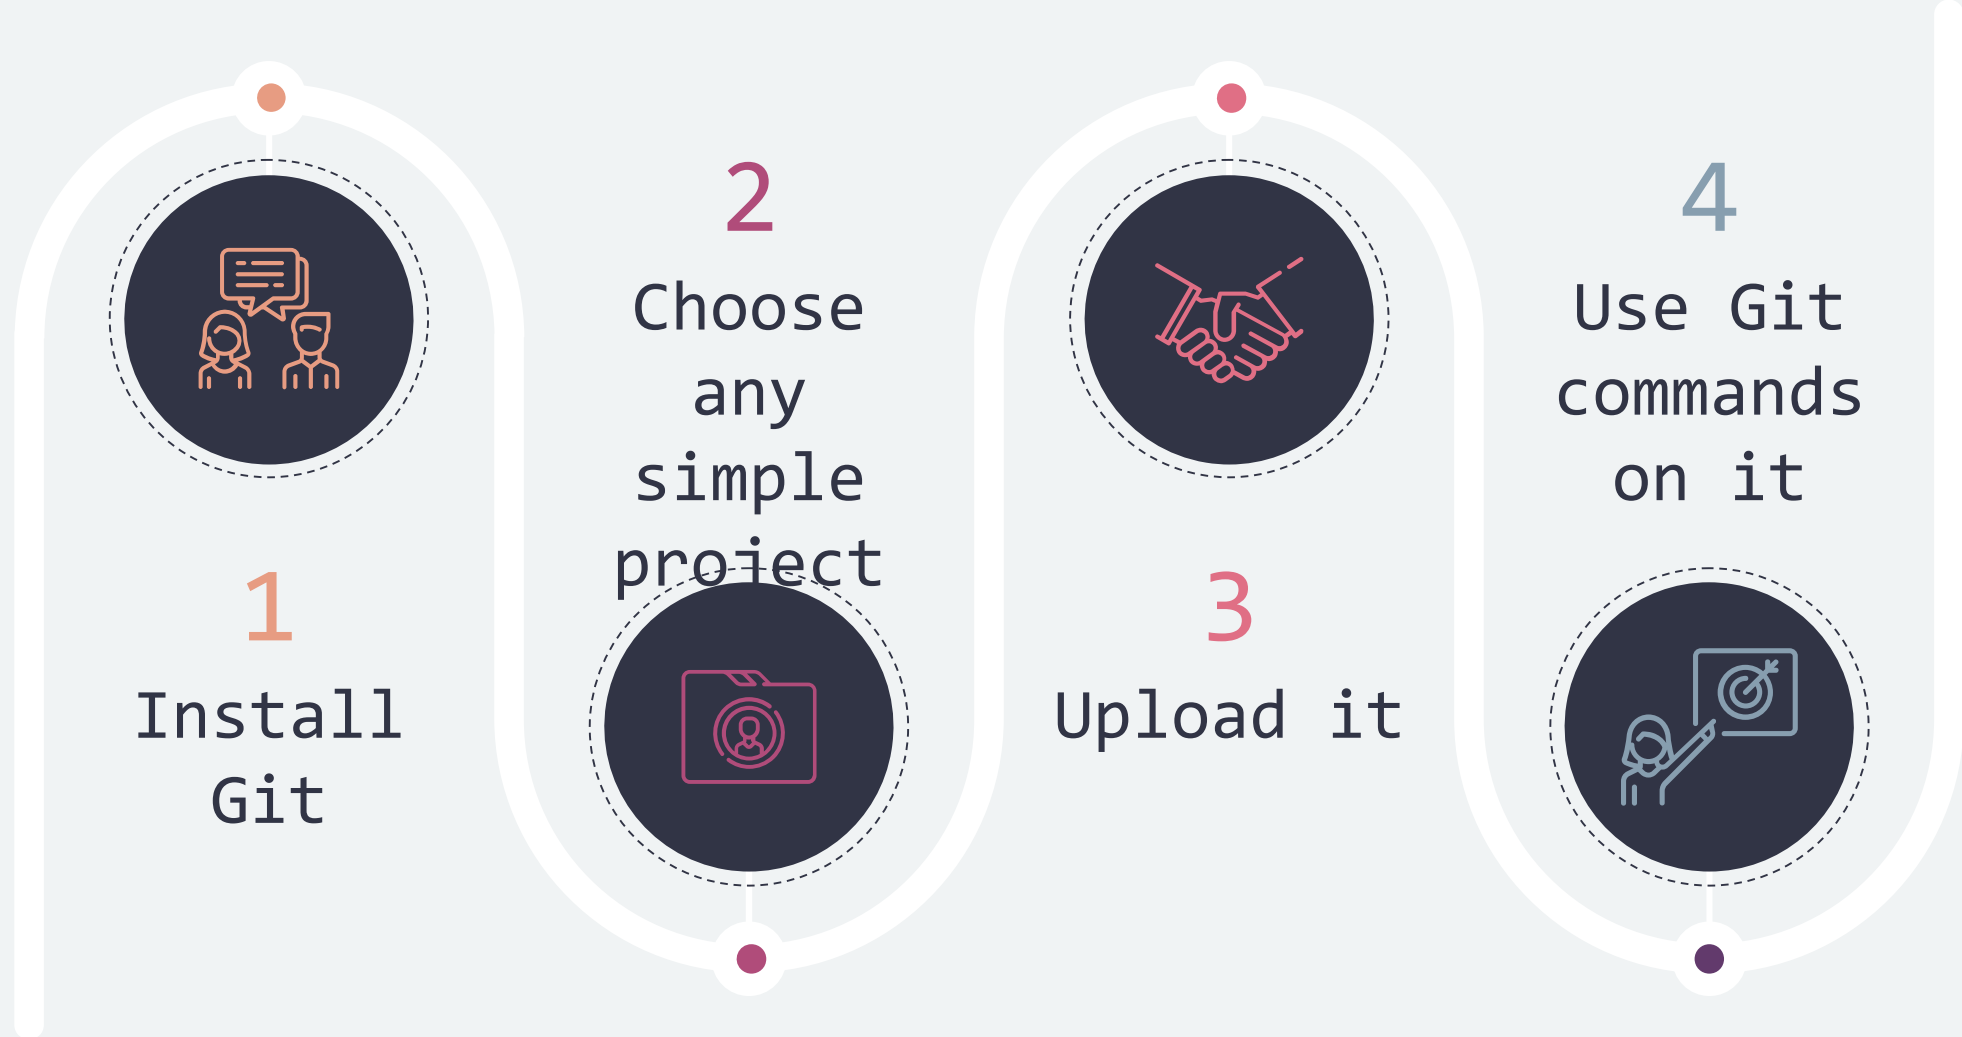 1
Install
Git
2
Choose
any
simple
project
3
Upload it
4
Use Git
commands
on it